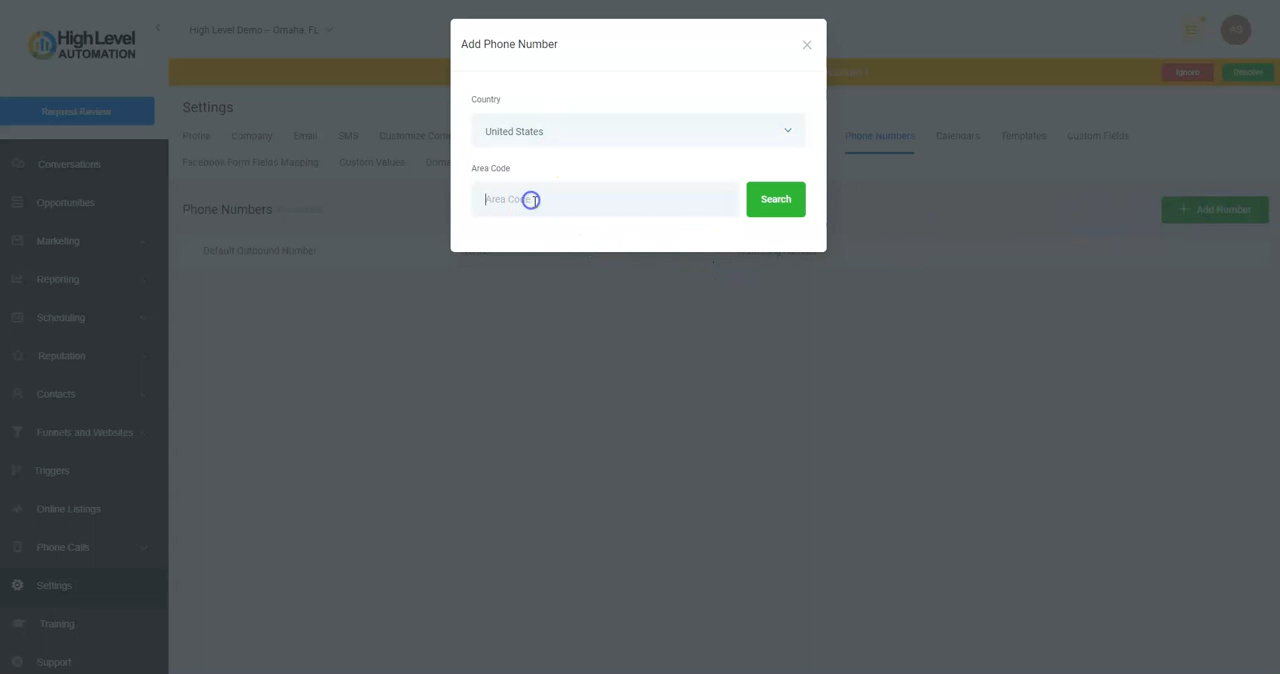 High Level
AUTOMATION
High Level Demo – Omaha, FL
AG
Add Phone Number
Ignore
Request Review
Settings
Country
United States
Profile Company Email SMS Phone Numbers Calendars Templates Custom Fields
Facebook Form Fields Mapping Custom Values
Area Code
Area Code Search
Phone Numbers
+ Add Number
Default Outbound Number
Conversations
Opportunities
Marketing
Reporting
Scheduling
Reputation
Contacts
Funnels and Websites
Triggers
Online Listings
Phone Calls
Settings
Training
Support